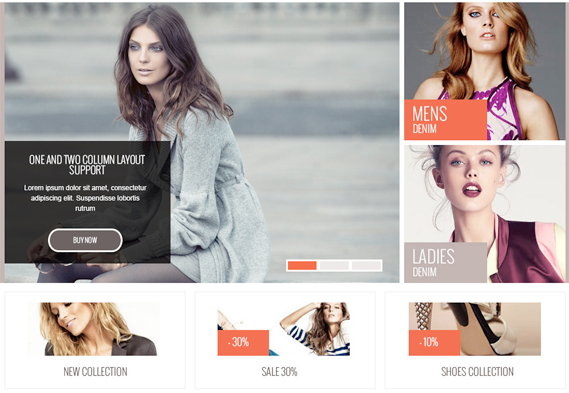 ONE AND TWO COLUMN LAYOUT
SUPPORT
Lorem ipsum dolor sit amet, consectetur
adipiscing elit. Suspendisse lobortis
rutrum
BUY NOW
MENS
DENIM
LADIES
DENIM
NEW COLLECTION
- 30%
SALE 30%
- 10%
SHOES COLLECTION